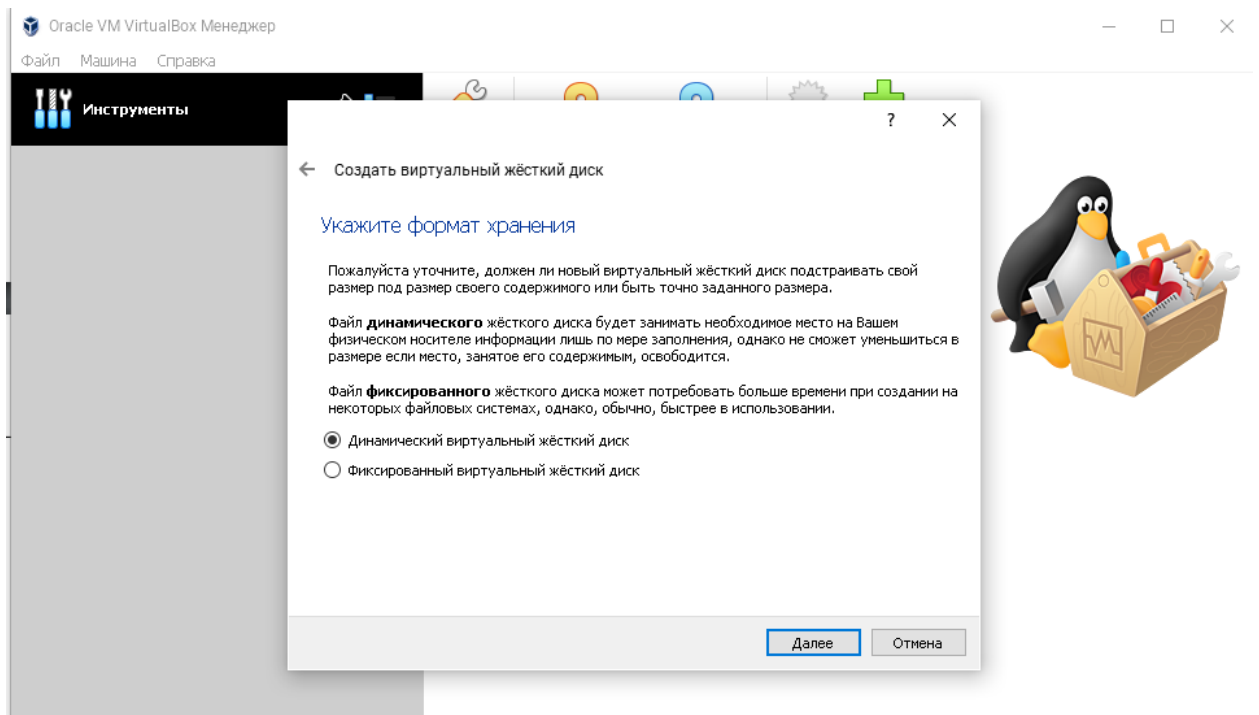 Oracle VM VirtualBox Менеджер
Файл Машина Справка
Инструменты
?
Создать виртуальный жёсткий диск
Укажите формат хранения
Пожалуйста уточните, должен ли новый виртуальный жёсткий диск подстраивать свой
размер под размер своего содержимого или быть точно заданного размера.
Файл динамического жёсткого диска будет занимать необходимое место на Вашем
физическом носителе информации лишь по мере заполнения, однако не сможет уменьшиться в
размере если место, занятое его содержимым, освободится.
Файл фиксированного жёсткого диска может потребовать больше времени при создании на
некоторых файловых системах, однако, обычно, быстрее в использовании.
Динамический виртуальный жёсткий диск
Фиксированный виртуальный жёсткий диск
Далее Отмена